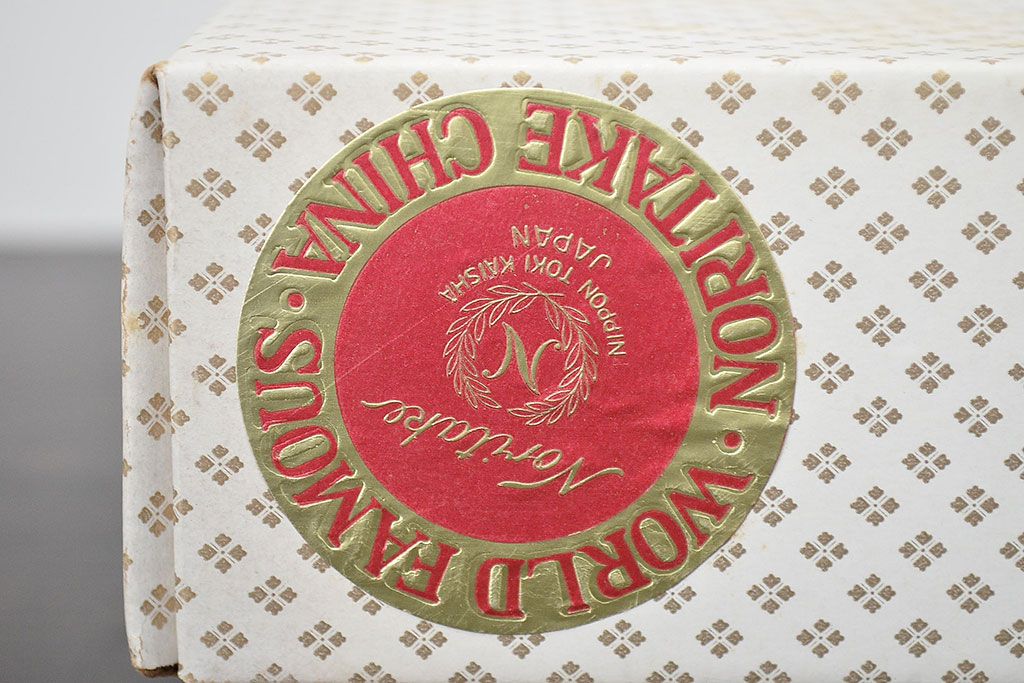 WORLD FAMOUS · NORITAKE CHINA ·
Noritake
N
NIPPON TOKI KAISHA
JAPAN